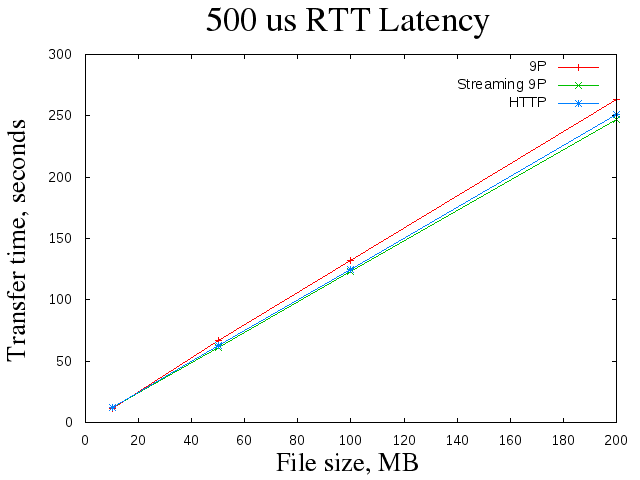 500 us RTT Latency
300
250
200
150
100
50
0
Transfer time, seconds
9P
Streaming 9P
HTTP
0 20 40 60 80 100 120 140 160 180 200
File size, MB